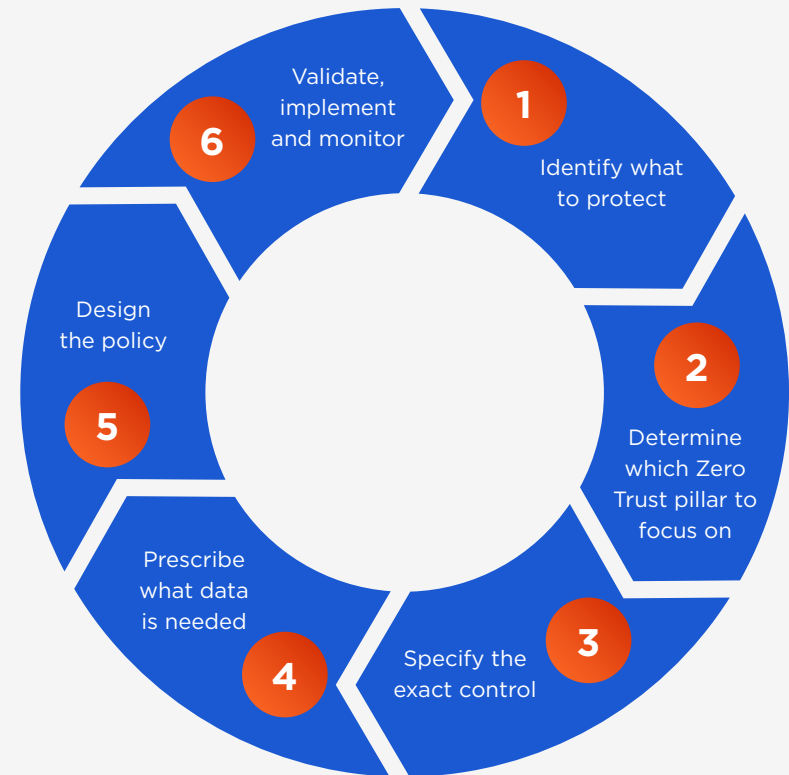 1
Identify what
to protect
2
Determine
which Zero
Trust pillar to
focus on
3
Specify the
exact control
4
Prescribe
what data
is needed
5
Design
the policy
6
Validate,
implement
and monitor